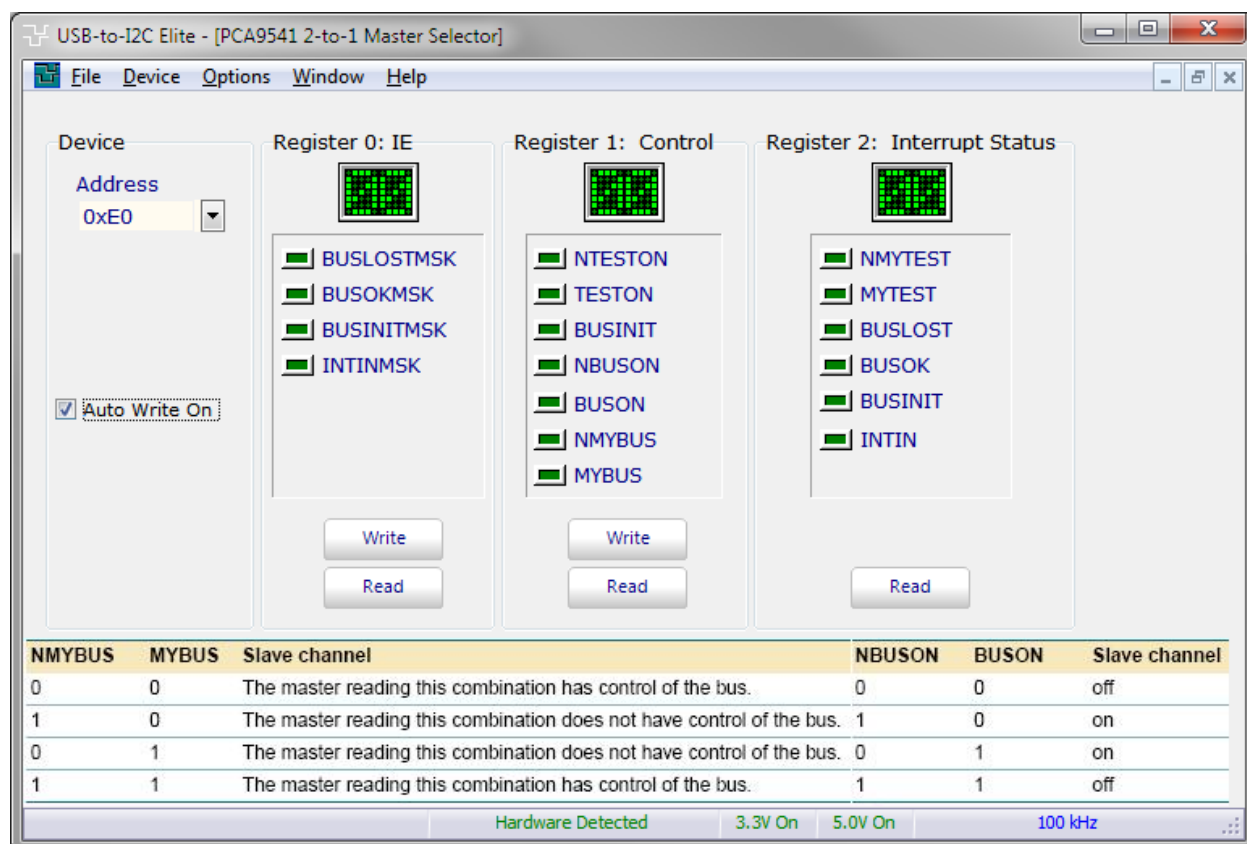 USB-to-I2C Elite - [PCA9541 2-to-1 Master Selector]
File Device Options Window Help
Device
Address
0xE0
Auto Write On
Register 0: IE
BUSLOSTMSK
BUSOKMSK
BUSINITMSK
INTINMSK
Write
Read
Register 1: Control
NTESTON
TESTON
BUSINIT
NBUSON
BUSON
NMYBUS
MYBUS
Write
Read
Register 2: Interrupt Status
NMYTEST
MYTEST
BUSLOST
BUSOK
BUSINIT
INTIN
Read
NMYBUS MYBUS Slave channel NBUSON BUSON Slave channel
0 0 The master reading this combination has control of the bus. 0 0 off
1 0 The master reading this combination does not have control of the bus. 1 0 on
0 1 The master reading this combination does not have control of the bus. 0 1 on
1 1 The master reading this combination has control of the bus. 1 1 off
Hardware Detected 3.3V On 5.0V On 100 kHz